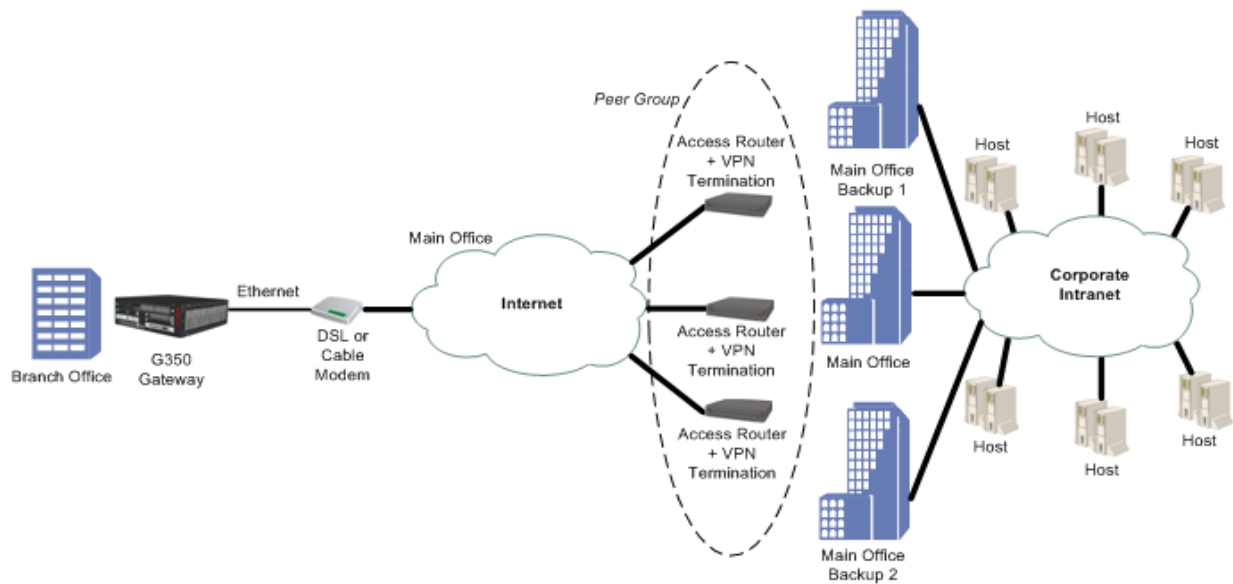 Peer Group
Access Router
+ VPN
Termination
Main Office
Backup 1
Host
Host
Host
Main Office
Internet
Ethernet
DSL or
Cable
Modem
G350
Gateway
Branch Office
Access Router
+ VPN
Termination
Main Office
Corporate
Intranet
Access Router
+ VPN
Termination
Host
Host
Host
Main Office
Backup 2